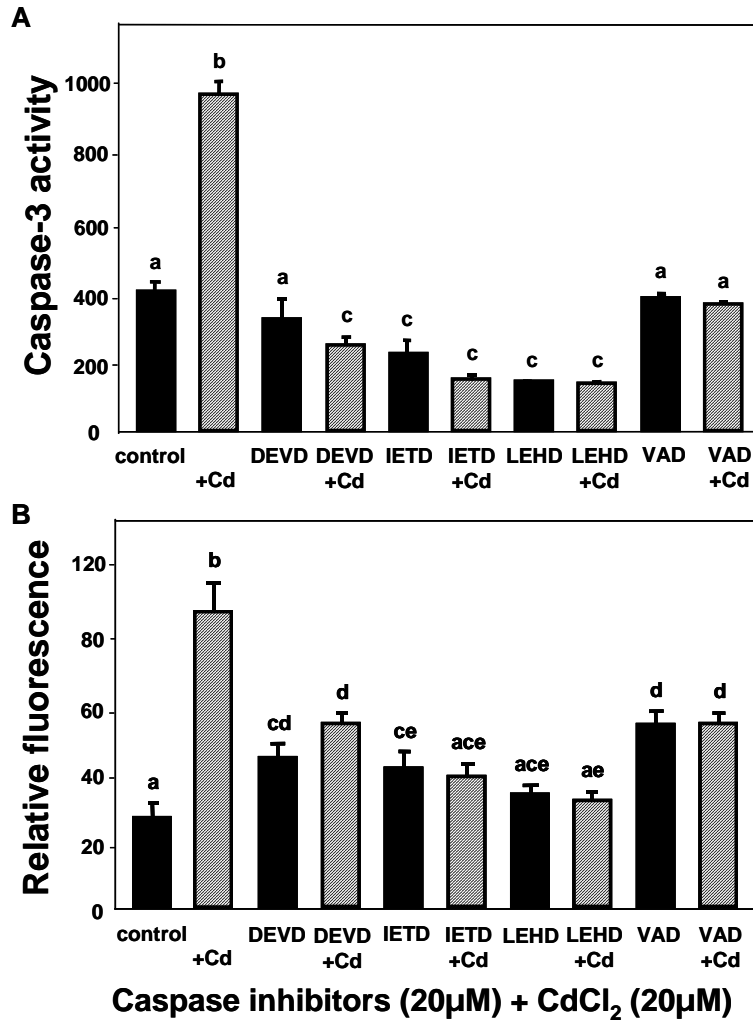 A
Caspase-3 activity
1000
800
600
400
200
0
a
b
a
c
c
c
c
c
a
a
control
+Cd
DEVD
DEVD
+Cd
IETD
IETD
+Cd
LEHD
LEHD
+Cd
VAD
VAD
+Cd
B
Relative fluorescence
120
80
60
40
20
0
a
b
cd
d
ce
ace
ace
ae
d
d
control
+Cd
DEVD
DEVD
+Cd
IETD
IETD
+Cd
LEHD
LEHD
+Cd
VAD
VAD
+Cd
Caspase inhibitors (20µM) + CdCl₂ (20µM)